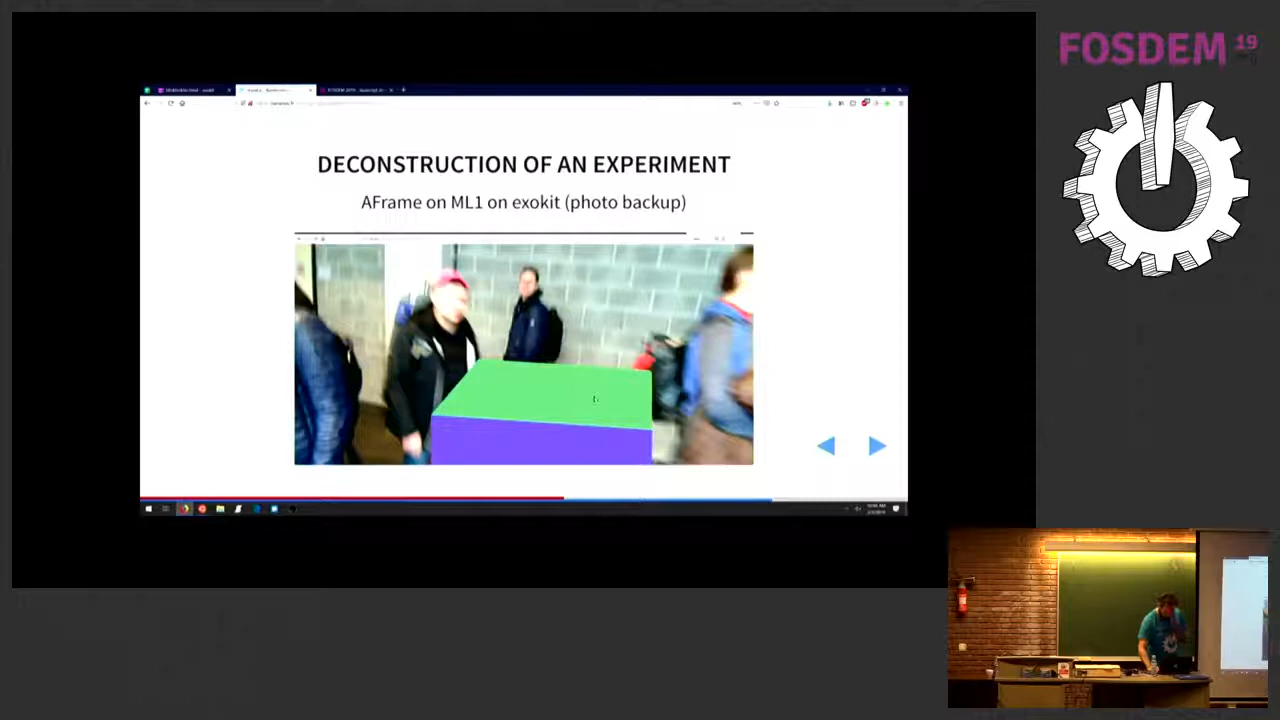 FOSDEM 19
DECONSTRUCTION OF AN EXPERIMENT
AFrame on ML1 on exokit (photo backup)